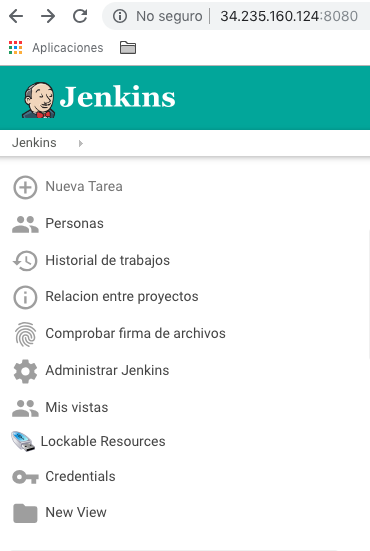 No seguro | 34.235.160.124:8080
Aplicaciones
Jenkins
Jenkins
Nueva Tarea
Personas
Historial de trabajos
Relacion entre proyectos
Comprobar firma de archivos
Administrar Jenkins
Mis vistas
Lockable Resources
Credentials
New View